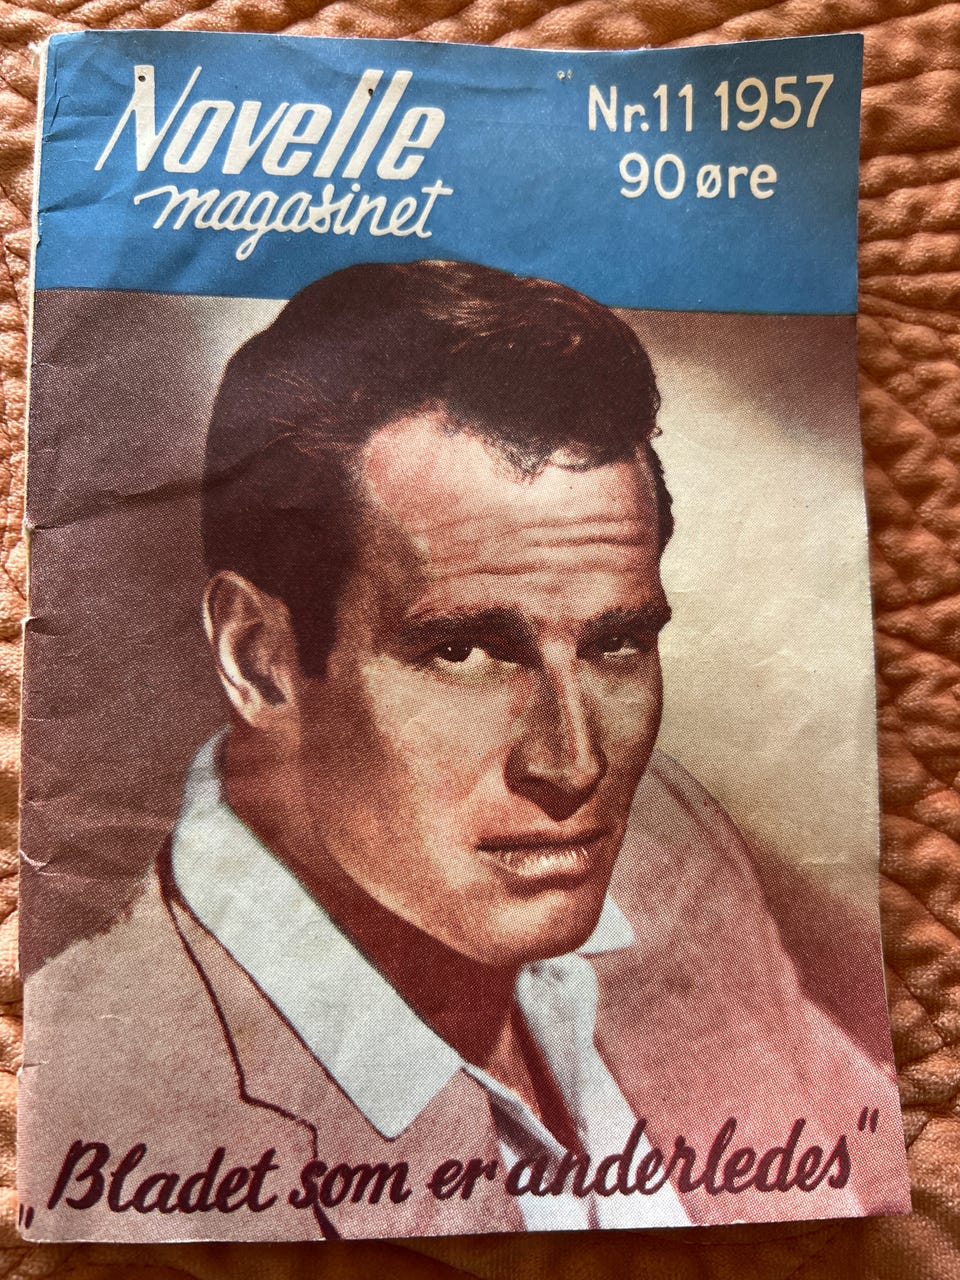 Novelle
magasinet
Nr.11 1957
90 øre
„Bladet som er anderledes"